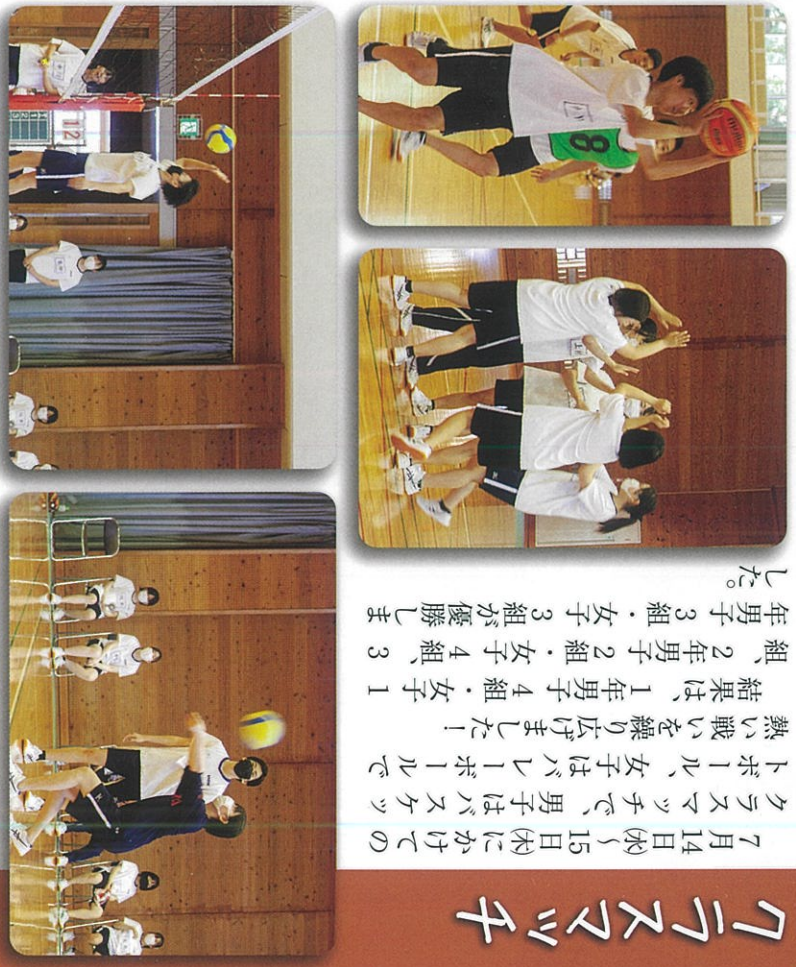 クラスマッチ
7月14日㈬～15日㈭にかけての
クラスマッチで、男子はバスケッ
トボール、女子はバレーボールで
熱い戦いを繰り広げました！
結果は、1年男子 4組・女子 1
組、2年男子 2組・女子 4組、3
年男子 3組・女子 3組が優勝しま
した。
8
12